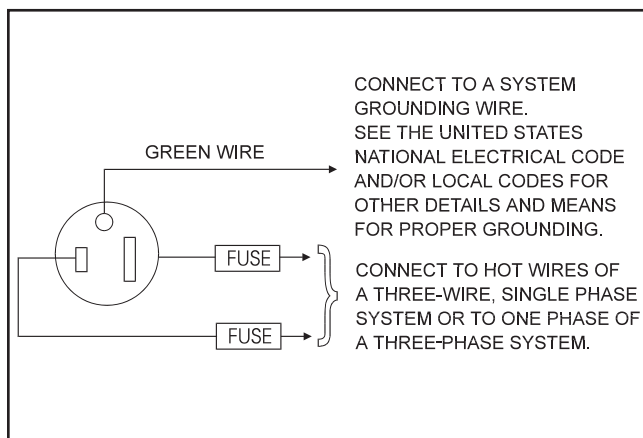 CONNECT TO A SYSTEM
GROUNDING WIRE.
SEE THE UNITED STATES
NATIONAL ELECTRICAL CODE
AND/OR LOCAL CODES FOR
OTHER DETAILS AND MEANS
FOR PROPER GROUNDING.
GREEN WIRE
FUSE
FUSE
CONNECT TO HOT WIRES OF
A THREE-WIRE, SINGLE PHASE
SYSTEM OR TO ONE PHASE OF
A THREE-PHASE SYSTEM.